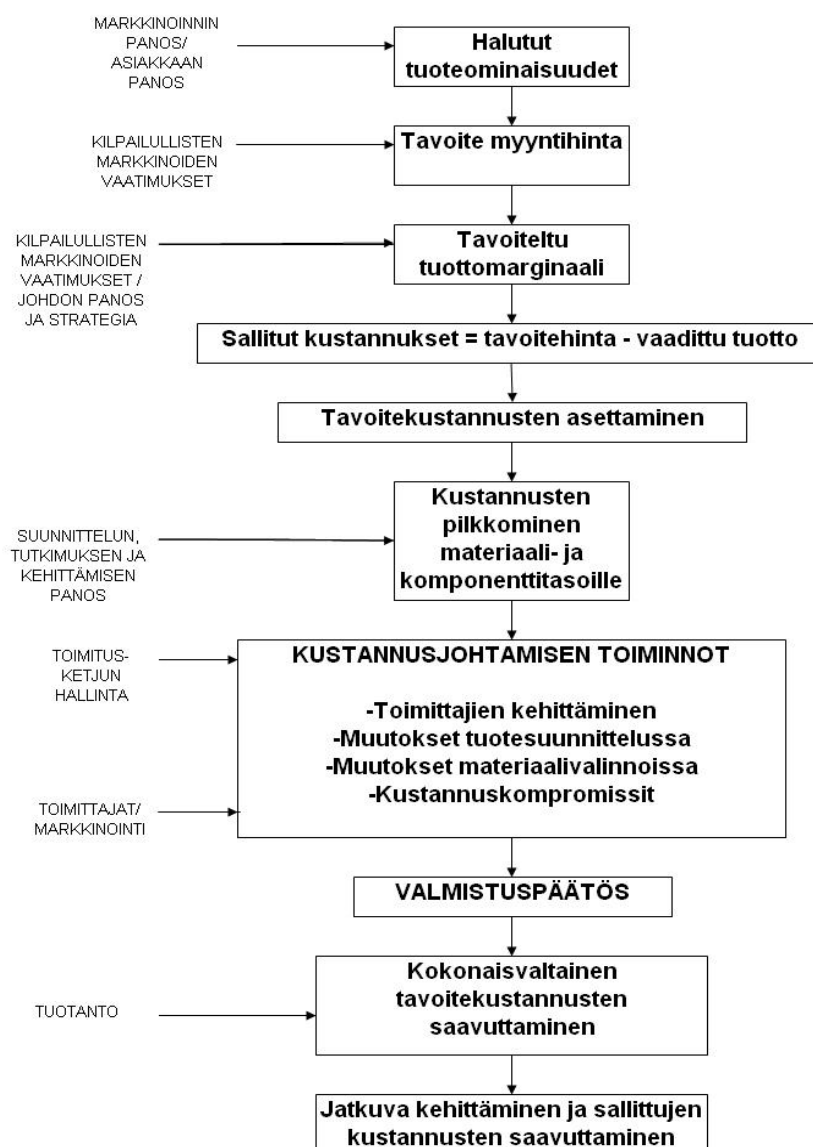 MARKKINOINNIN
PANOS/
ASIAKKAAN
PANOS
Halutut
tuoteominaisuudet
KILPAILULLISTEN
MARKKINOIDEN
VAATIMUKSET
Tavoite myyntihinta
KILPAILULLISTEN
MARKKINOIDEN
VAATIMUKSET /
JOHDON PANOS
JA STRATEGIA
Tavoiteltu
tuottomarginaali
Sallitut kustannukset = tavoitehinta - vaadittu tuotto
Tavoitekustannusten asettaminen
SUUNNITTELUN,
TUTKIMUKSEN JA
KEHITTÄMISEN
PANOS
Kustannusten
pilkkominen
materiaali- ja
komponenttitasoille
TOIMITUS-
KETJUN
HALLINTA
KUSTANNUSJOHTAMISEN TOIMINNOT
-Toimittajien kehittäminen
-Muutokset tuotesuunnittelussa
-Muutokset materiaalivalinnoissa
-Kustannuskompromissit
TOIMITTAJAT/
MARKKINOINTI
VALMISTUSPÄÄTÖS
TUOTANTO
Kokonaisvaltainen
tavoitekustannusten
saavuttaminen
Jatkuva kehittäminen ja sallittujen
kustannusten saavuttaminen